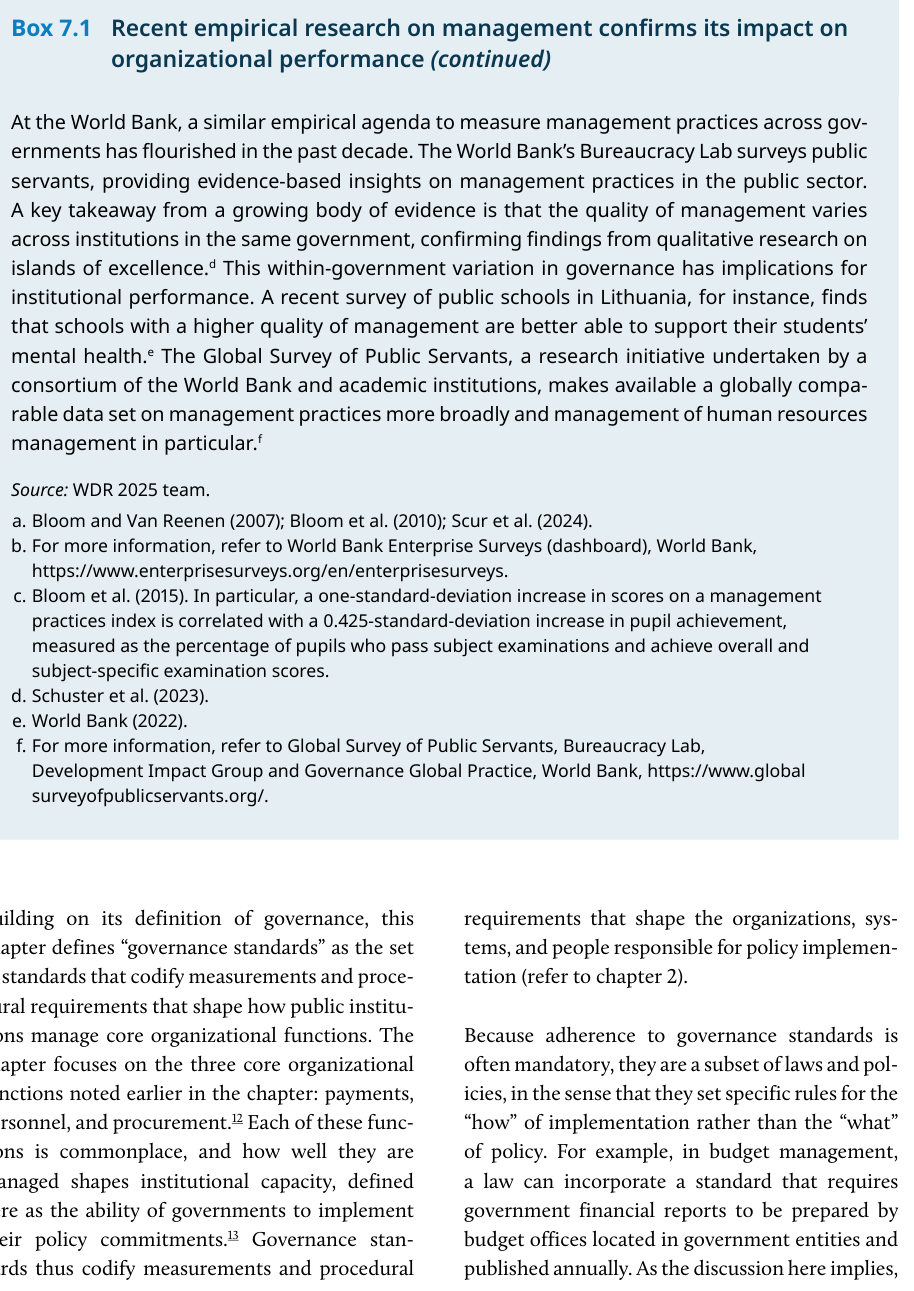 Box 7.1 Recent empirical research on management confirms its impact on
organizational performance (continued)
At the World Bank, a similar empirical agenda to measure management practices across gov-
ernments has flourished in the past decade. The World Bank’s Bureaucracy Lab surveys public
servants, providing evidence-based insights on management practices in the public sector.
A key takeaway from a growing body of evidence is that the quality of management varies
across institutions in the same government, confirming findings from qualitative research on
islands of excellence.d This within-government variation in governance has implications for
institutional performance. A recent survey of public schools in Lithuania, for instance, finds
that schools with a higher quality of management are better able to support their students’
mental health.e The Global Survey of Public Servants, a research initiative undertaken by a
consortium of the World Bank and academic institutions, makes available a globally compa-
rable data set on management practices more broadly and management of human resources
management in particular.f
Source: WDR 2025 team.
a. Bloom and Van Reenen (2007); Bloom et al. (2010); Scur et al. (2024).
b. For more information, refer to World Bank Enterprise Surveys (dashboard), World Bank,
https://www.enterprisesurveys.org/en/enterprisesurveys.
c. Bloom et al. (2015). In particular, a one-standard-deviation increase in scores on a management
practices index is correlated with a 0.425-standard-deviation increase in pupil achievement,
measured as the percentage of pupils who pass subject examinations and achieve overall and
subject-specific examination scores.
d. Schuster et al. (2023).
e. World Bank (2022).
f. For more information, refer to Global Survey of Public Servants, Bureaucracy Lab,
Development Impact Group and Governance Global Practice, World Bank, https://www.global
surveyofpublicservants.org/.
uilding on its definition of governance, this
hapter defines “governance standards” as the set
standards that codify measurements and proce-
ural requirements that shape how public institu-
ons manage core organizational functions. The
hapter focuses on the three core organizational
nctions noted earlier in the chapter: payments,
ersonnel, and procurement.12 Each of these func-
ons is commonplace, and how well they are
anaged shapes institutional capacity, defined
ere as the ability of governments to implement
eir policy commitments.13 Governance stan-
rds thus codify measurements and procedural
requirements that shape the organizations, sys-
tems, and people responsible for policy implemen-
tation (refer to chapter 2).
Because adherence to governance standards is
often mandatory, they are a subset of laws and pol-
icies, in the sense that they set specific rules for the
“how” of implementation rather than the “what”
of policy. For example, in budget management,
a law can incorporate a standard that requires
government financial reports to be prepared by
budget offices located in government entities and
published annually. As the discussion here implies,